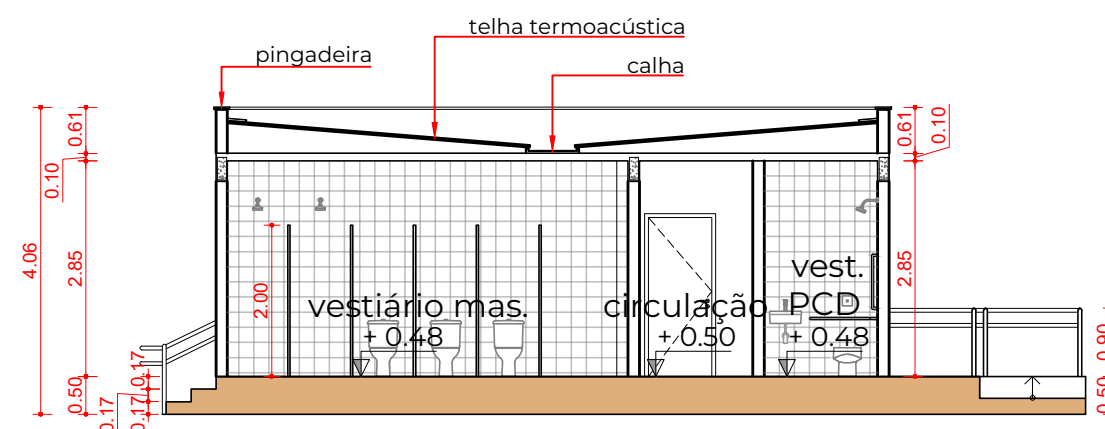 telha termoacústica
pingadeira
calha
0.61
0.61
0.10
0.10
4.06
2.85
2.85
2.00
vestiário mas.
+ 0.48
circulação
+ 0.50
vest.
PCD
+ 0.48
0.50
0.17
0.17
0.17
0.90
0.50